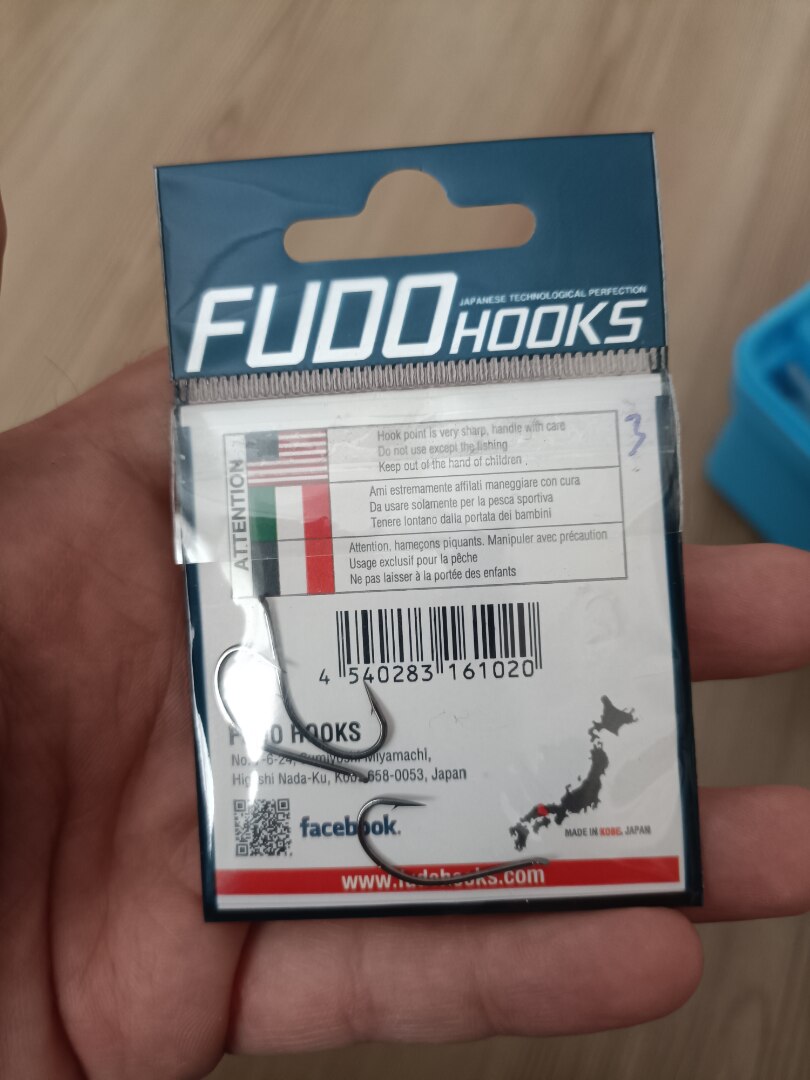 FUDO HOOKS
JAPANESE TECHNOLOGICAL PERFECTION
3
ATTENTION
Hook point is very sharp, handle with care
Do not use except the fishing
Keep out of the hand of children .
Ami estremamente affilati maneggiare con cura
Da usare solamente per la pesca sportiva
Tenere lontano dalla portata dei bambini
Attention, hameçons piquants. Manipuler avec précaution
Usage exclusif pour la pêche
Ne pas laisser à la portée des enfants
4 540283 161020
HOOKS
Miyamachi,
Nada-Ku, 658-0053, Japan
facebook.
MADE IN KOBE, JAPAN
www.fudohooks.com